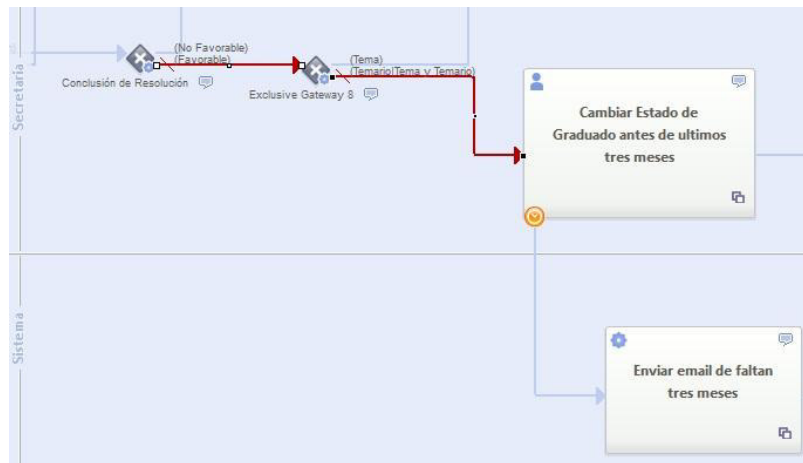 Secretaría
(No Favorable)
(Favorable)
Conclusión de Resolución
(Tema)
(Temario|Tema y Temario)
Exclusive Gateway 8
Cambiar Estado de
Graduado antes de ultimos
tres meses
Sistema
Enviar email de faltan
tres meses